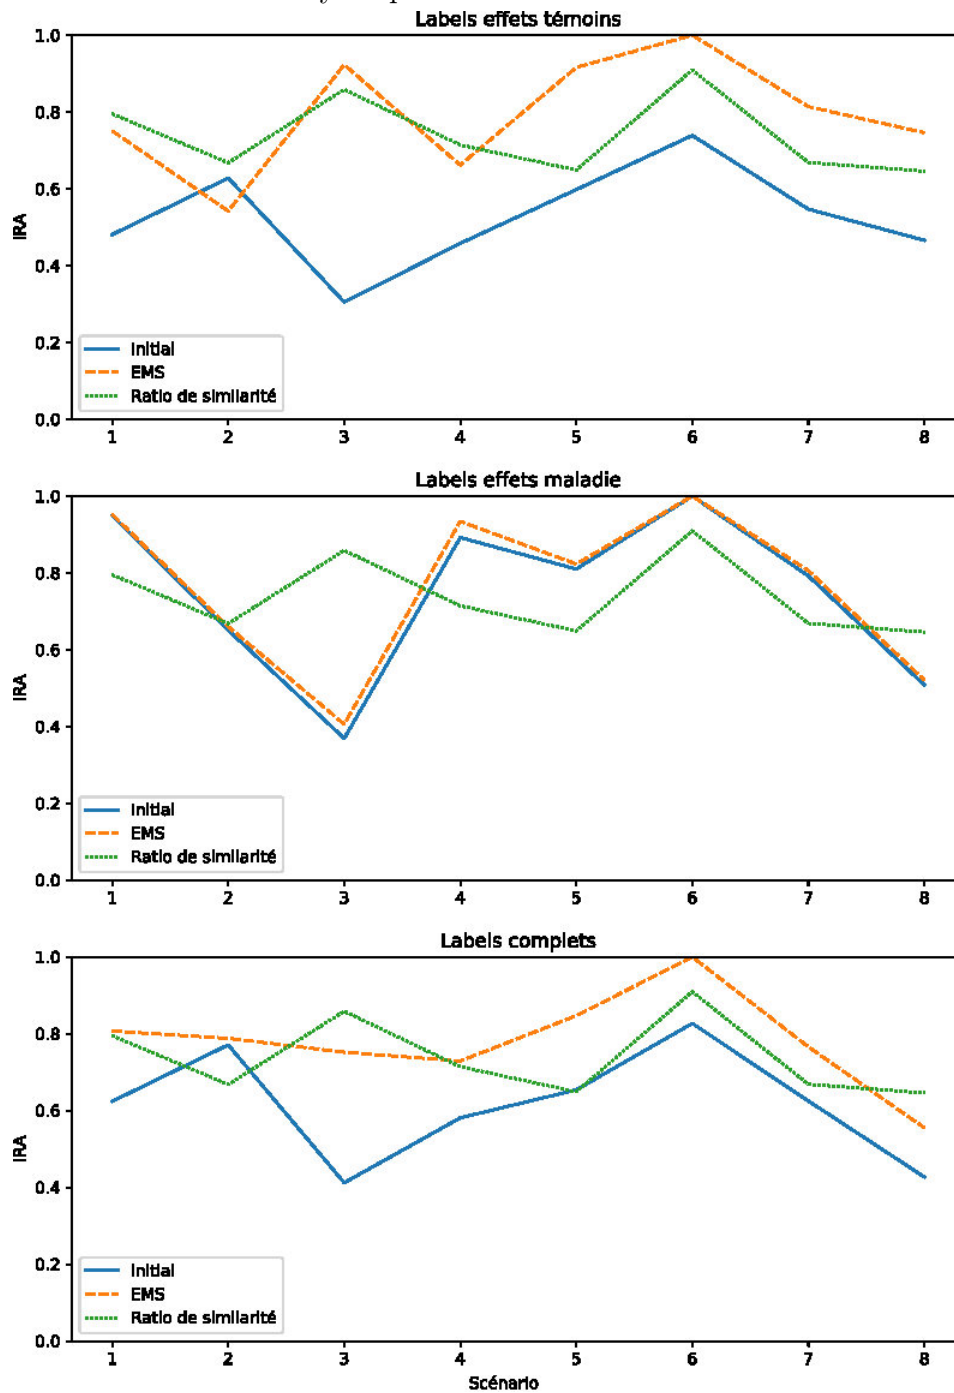 Labels effets témoins
1.0
0.8
0.6
0.4
0.2
0.0
IRA
Initial
EMS
Ratio de similarité
1 2 3 4 5 6 7 8
Labels effets maladie
1.0
0.8
0.6
0.4
0.2
0.0
IRA
Initial
EMS
Ratio de similarité
1 2 3 4 5 6 7 8
Labels complets
1.0
0.8
0.6
0.4
0.2
0.0
IRA
Initial
EMS
Ratio de similarité
1 2 3 4 5 6 7 8
Scénario